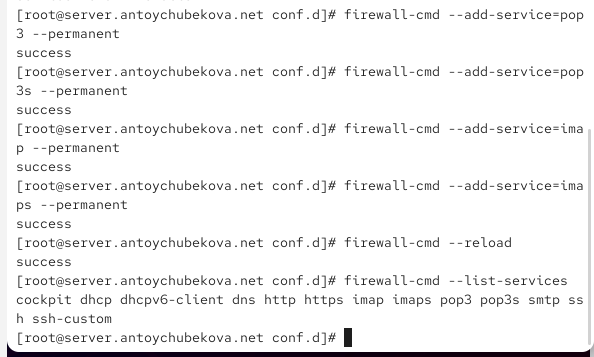 [root@server.antoychubekova.net conf.d]# firewall-cmd --add-service=pop
3 --permanent
success
[root@server.antoychubekova.net conf.d]# firewall-cmd --add-service=pop
3s --permanent
success
[root@server.antoychubekova.net conf.d]# firewall-cmd --add-service=ima
p --permanent
success
[root@server.antoychubekova.net conf.d]# firewall-cmd --add-service=ima
ps --permanent
success
[root@server.antoychubekova.net conf.d]# firewall-cmd --reload
success
[root@server.antoychubekova.net conf.d]# firewall-cmd --list-services
cockpit dhcp dhcpv6-client dns http https imap imaps pop3 pop3s smtp ss
h ssh-custom
[root@server.antoychubekova.net conf.d]#